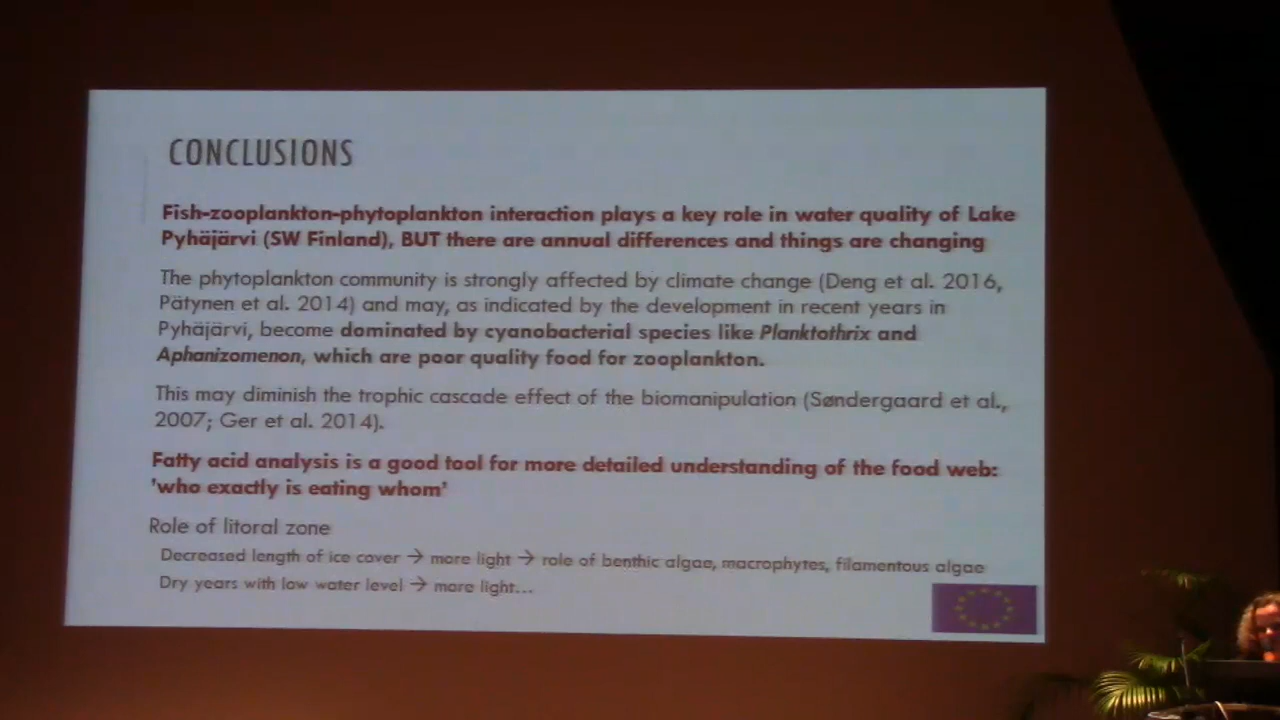 CONCLUSIONS
Fish-zooplankton-phytoplankton interaction plays a key role in water quality of Lake
Pyhäjärvi (SW Finland), BUT there are annual differences and things are changing
The phytoplankton community is strongly affected by climate change (Deng et al. 2016,
Pätynen et al. 2014) and may, as indicated by the development in recent years in
Pyhäjärvi, become dominated by cyanobacterial species like Planktothrix and
Aphanizomenon, which are poor quality food for zooplankton.
This may diminish the trophic cascade effect of the biomanipulation (Søndergaard et al.,
2007; Ger et al. 2014).
Fatty acid analysis is a good tool for more detailed understanding of the food web:
'who exactly is eating whom'
Role of litoral zone
Decreased length of ice cover → more light → role of benthic algae, macrophytes, filamentous algae
Dry years with low water level → more light...